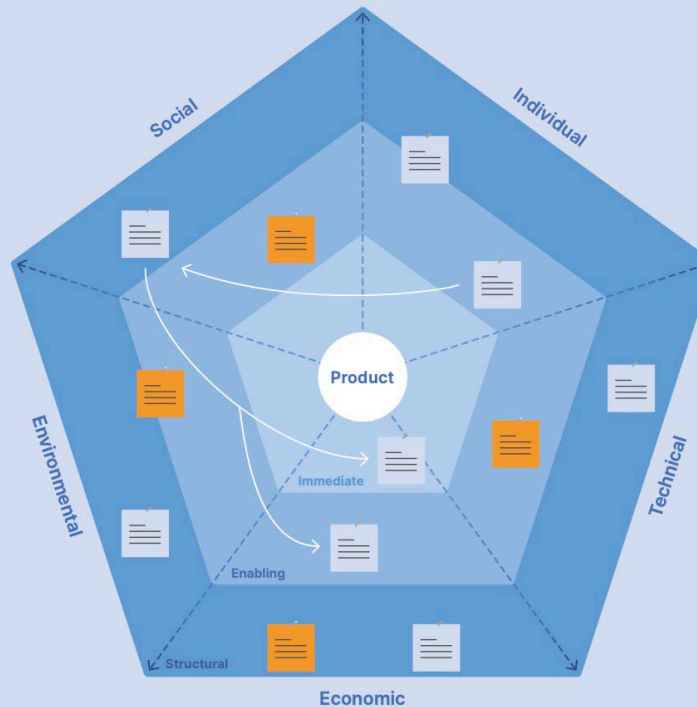 Social
Individual
Product
Environmental
Technical
Immediate
Enabling
Structural
Economic